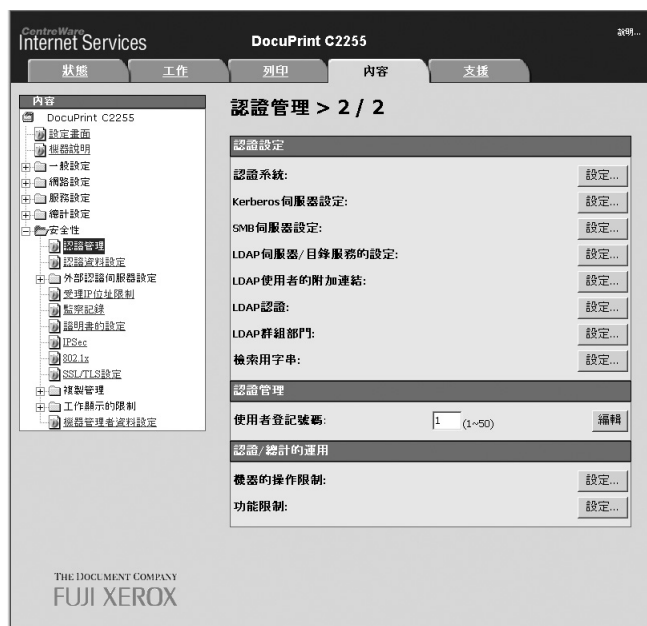 CentreWare
Internet Services
DocuPrint C2255
說明...
狀態
工作
列印
內容
支援
內容
DocuPrint C2255
設定畫面
機器說明
一般設定
網路設定
服務設定
總計設定
安全性
認證管理
認證資料設定
外部認證伺服器設定
受理IP位址限制
監察記錄
證明書的設定
IPSec
802.1x
SSL/TLS設定
複製管理
工作顯示的限制
機器管理者資料設定
認證管理 > 2 / 2
認證設定
認證系統:
設定...
Kerberos伺服器設定:
設定...
SMB伺服器設定:
設定...
LDAP伺服器/目錄服務的設定:
設定...
LDAP使用者的附加連結:
設定...
LDAP認證:
設定...
LDAP群組部門:
設定...
檢索用字串:
設定...
認證管理
使用者登記號碼:
1
(1~50)
編輯
認證/總計的運用
機器的操作限制:
設定...
功能限制:
設定...
THE DOCUMENT COMPANY
FUJI XEROX